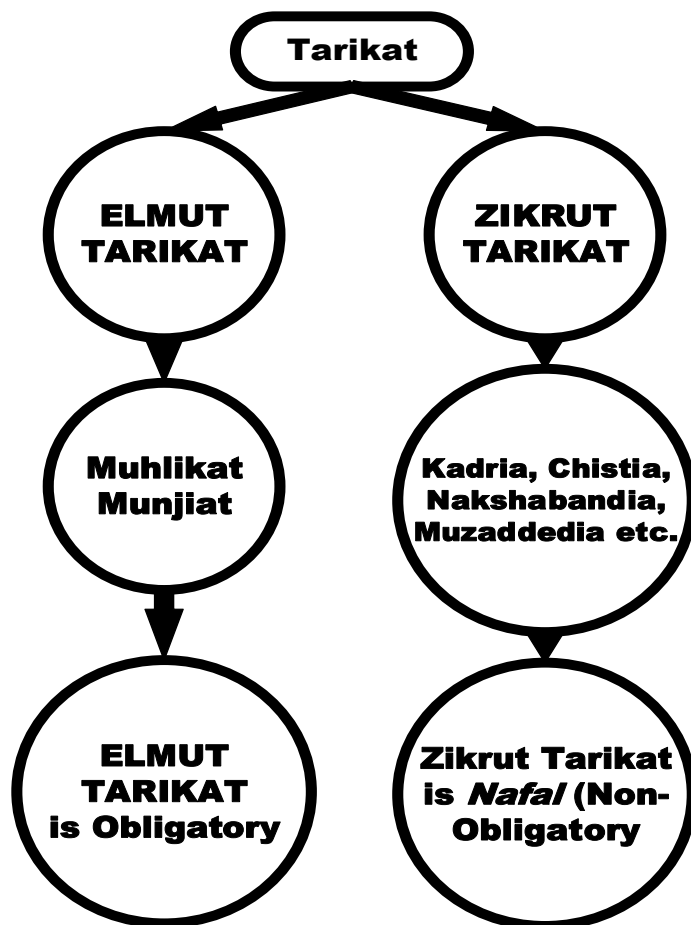 Tarikat
ELMUT
TARIKAT
ZIKRUT
TARIKAT
Muhlikat
Munjiat
Kadria, Chistia,
Nakshabandia,
Muzaddedia etc.
ELMUT
TARIKAT
is Obligatory
Zikrut Tarikat
is Nafal (Non-
Obligatory